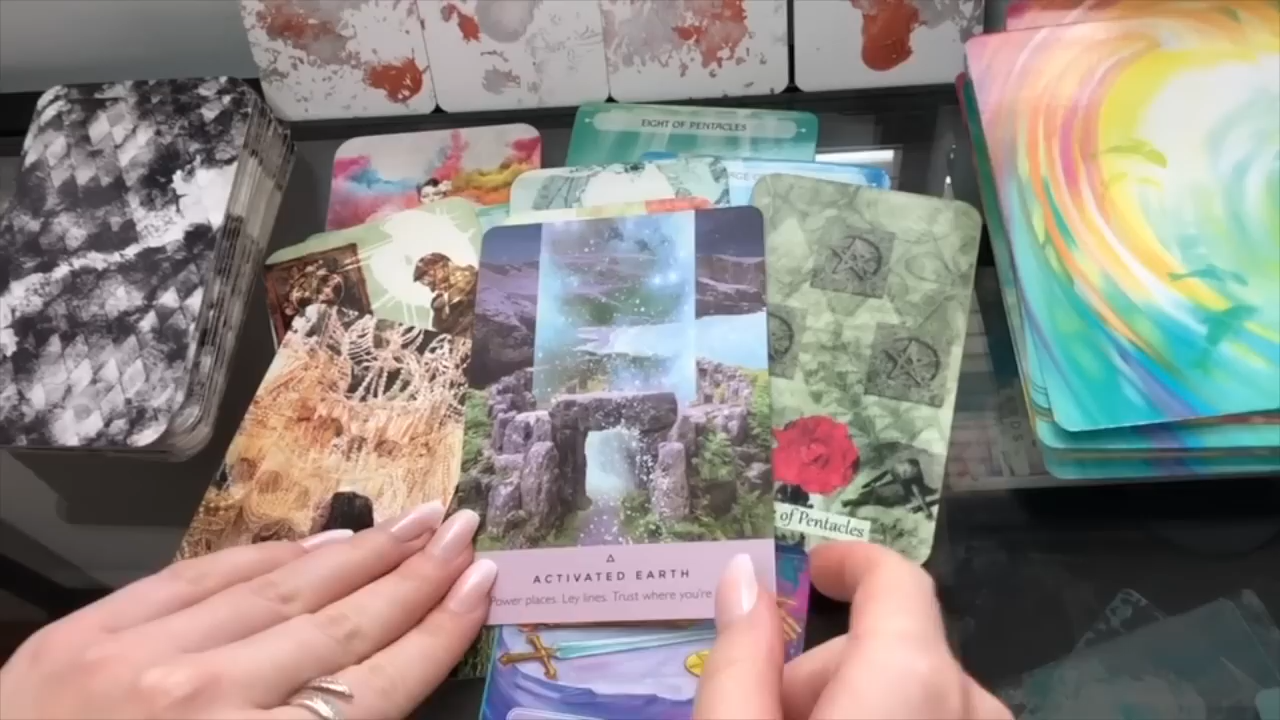 EIGHT OF PENTACLES
of Pentacles
ACTIVATED EARTH
Power places. Ley lines. Trust where you're